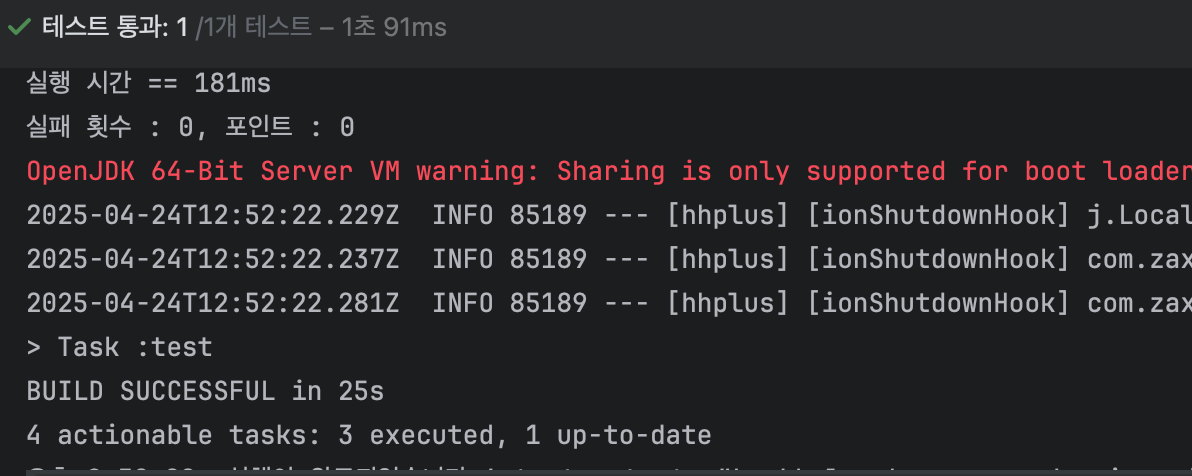 테스트 통과: 1 /1개 테스트 – 1초 91ms
실행 시간 == 181ms
실패 횟수 : 0, 포인트 : 0
OpenJDK 64-Bit Server VM warning: Sharing is only supported for boot loader
2025-04-24T12:52:22.229Z  INFO 85189 --- [hhplus] [ionShutdownHook] j.Local
2025-04-24T12:52:22.237Z  INFO 85189 --- [hhplus] [ionShutdownHook] com.zax
2025-04-24T12:52:22.281Z  INFO 85189 --- [hhplus] [ionShutdownHook] com.zax
> Task :test
BUILD SUCCESSFUL in 25s
4 actionable tasks: 3 executed, 1 up-to-date